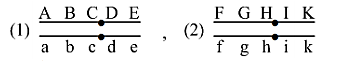 A B C D E F G H I K
(1) , (2)
a b c d e f g h i k